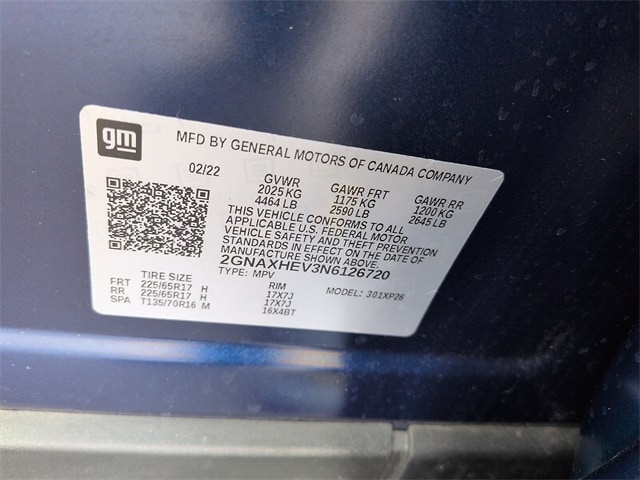 gm
MFD BY GENERAL MOTORS OF CANADA COMPANY
02/22 GVWR GAWR FRT GAWR RR
2025 KG 1175 KG 1200 KG
4464 LB 2590 LB 2645 LB
THIS VEHICLE CONFORMS TO ALL
APPLICABLE U.S. FEDERAL MOTOR
VEHICLE SAFETY AND THEFT PREVENTION
STANDARDS IN EFFECT ON THE DATE OF
MANUFACTURE SHOWN ABOVE.
2GNAXHEV3N6126720
TYPE: MPV MODEL: 301XP26
TIRE SIZE RIM
FRT 225/65R17 H 17X7J
RR 225/65R17 H 17X7J
SPA T135/70R16 M 16X4BT